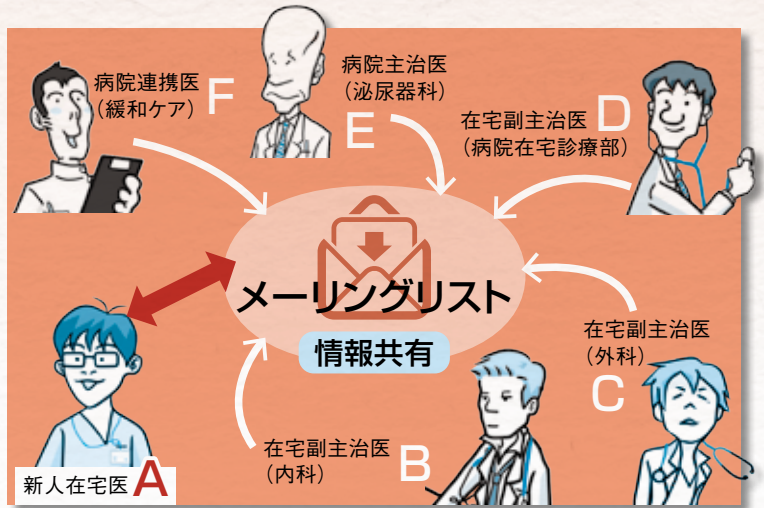 病院連携医
（緩和ケア）
F
病院主治医
（泌尿器科）
E
在宅副主治医
（病院在宅診療部）
D
メーリングリスト
情報共有
在宅副主治医
（外科）
C
在宅副主治医
（内科）
B
新人在宅医 A